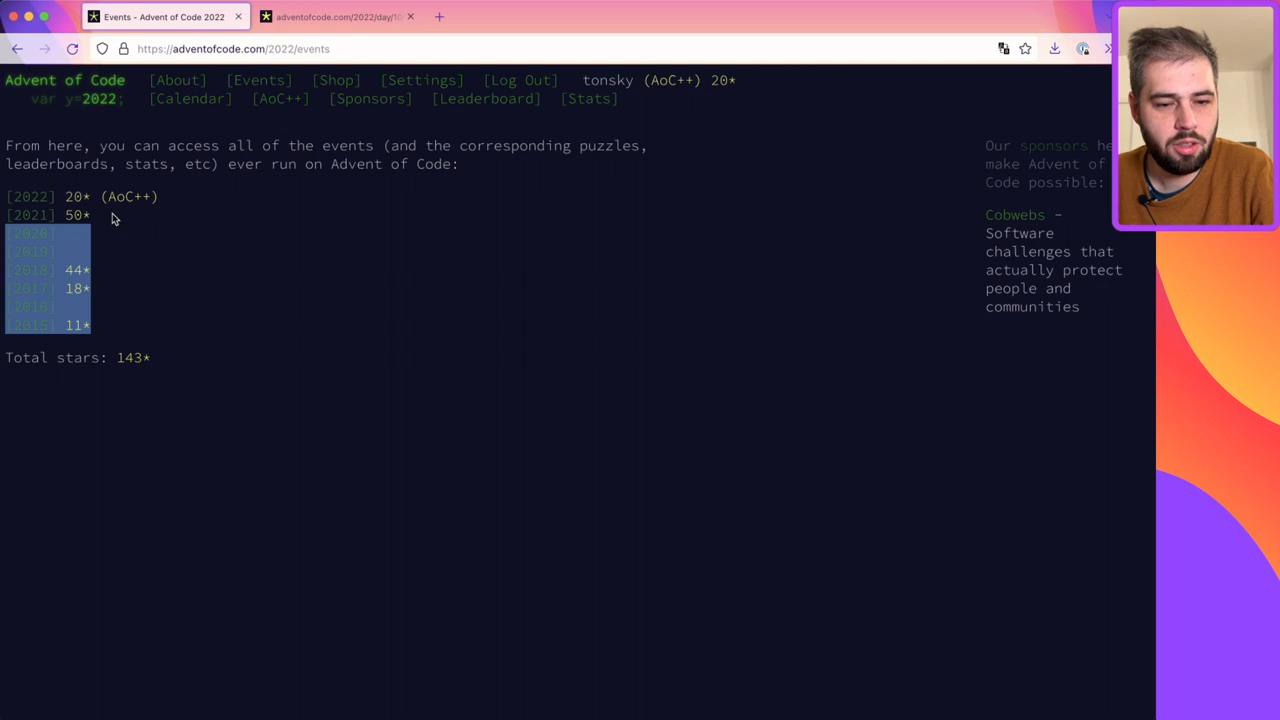 Events - Advent of Code 2022
adventofcode.com/2022/day/10
https://adventofcode.com/2022/events
Advent of Code [About] [Events] [Shop] [Settings] [Log Out] tonsky (AoC++) 20*
var y=2022; [Calendar] [AoC++] [Sponsors] [Leaderboard] [Stats]
From here, you can access all of the events (and the corresponding puzzles,
leaderboards, stats, etc) ever run on Advent of Code:
[2022] 20* (AoC++)
[2021] 50*
[2020]
[2019]
[2018] 44*
[2017] 18*
[2016]
[2015] 11*
Total stars: 143*
Our sponsors he
make Advent of
Code possible:
Cobwebs -
Software
challenges that
actually protect
people and
communities